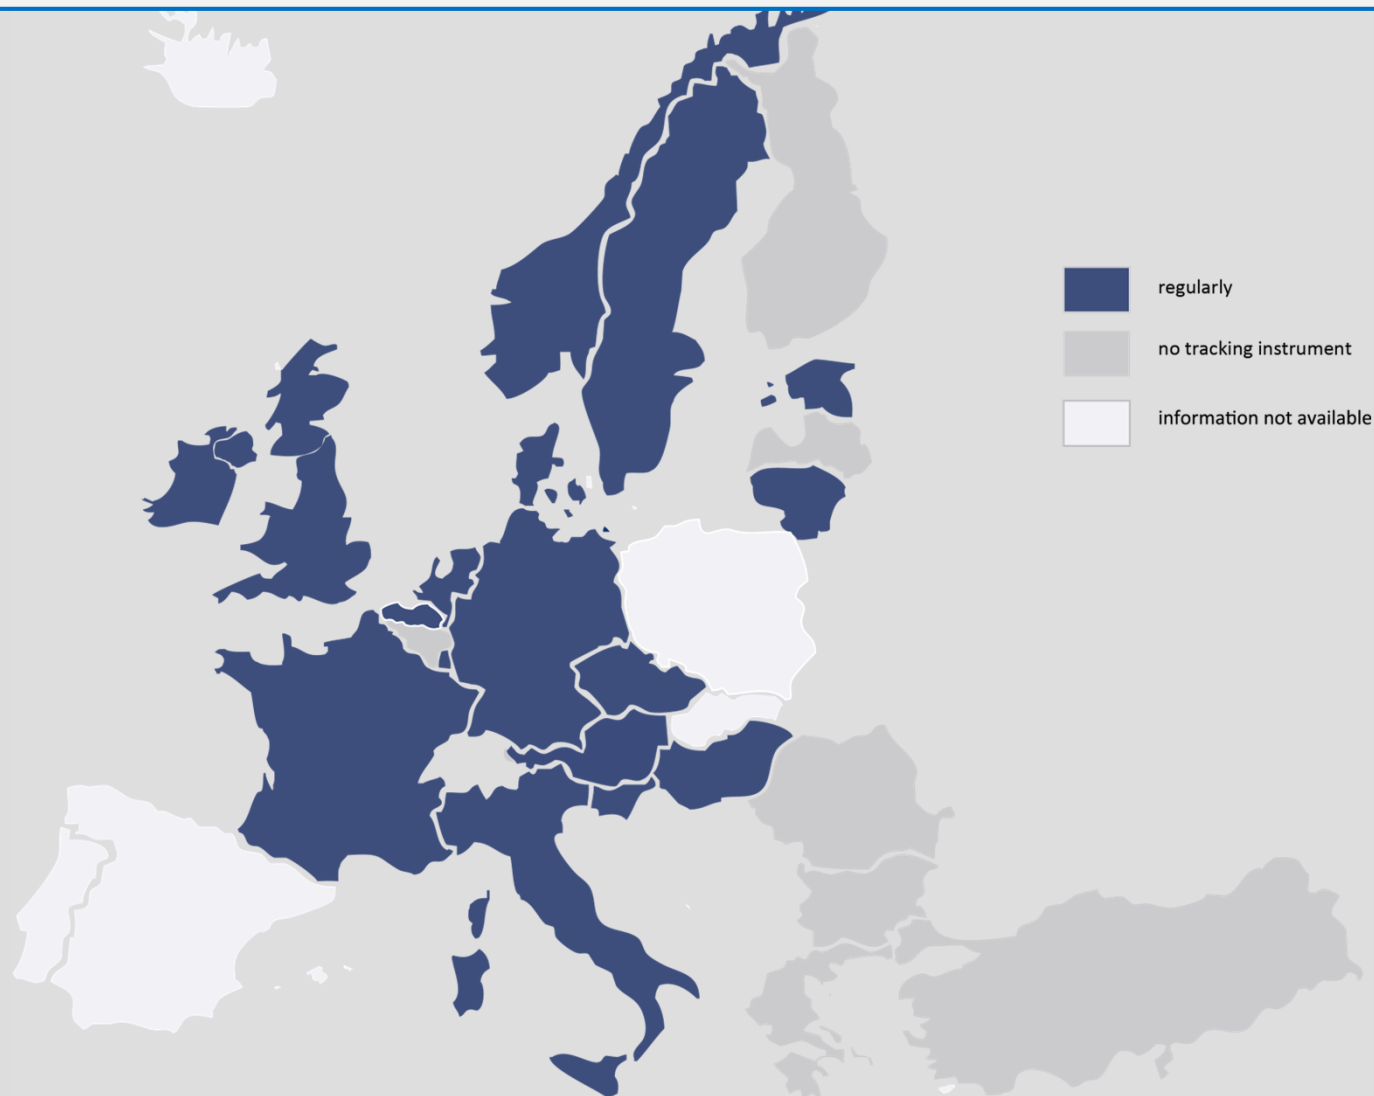 regularly
no tracking instrument
information not available